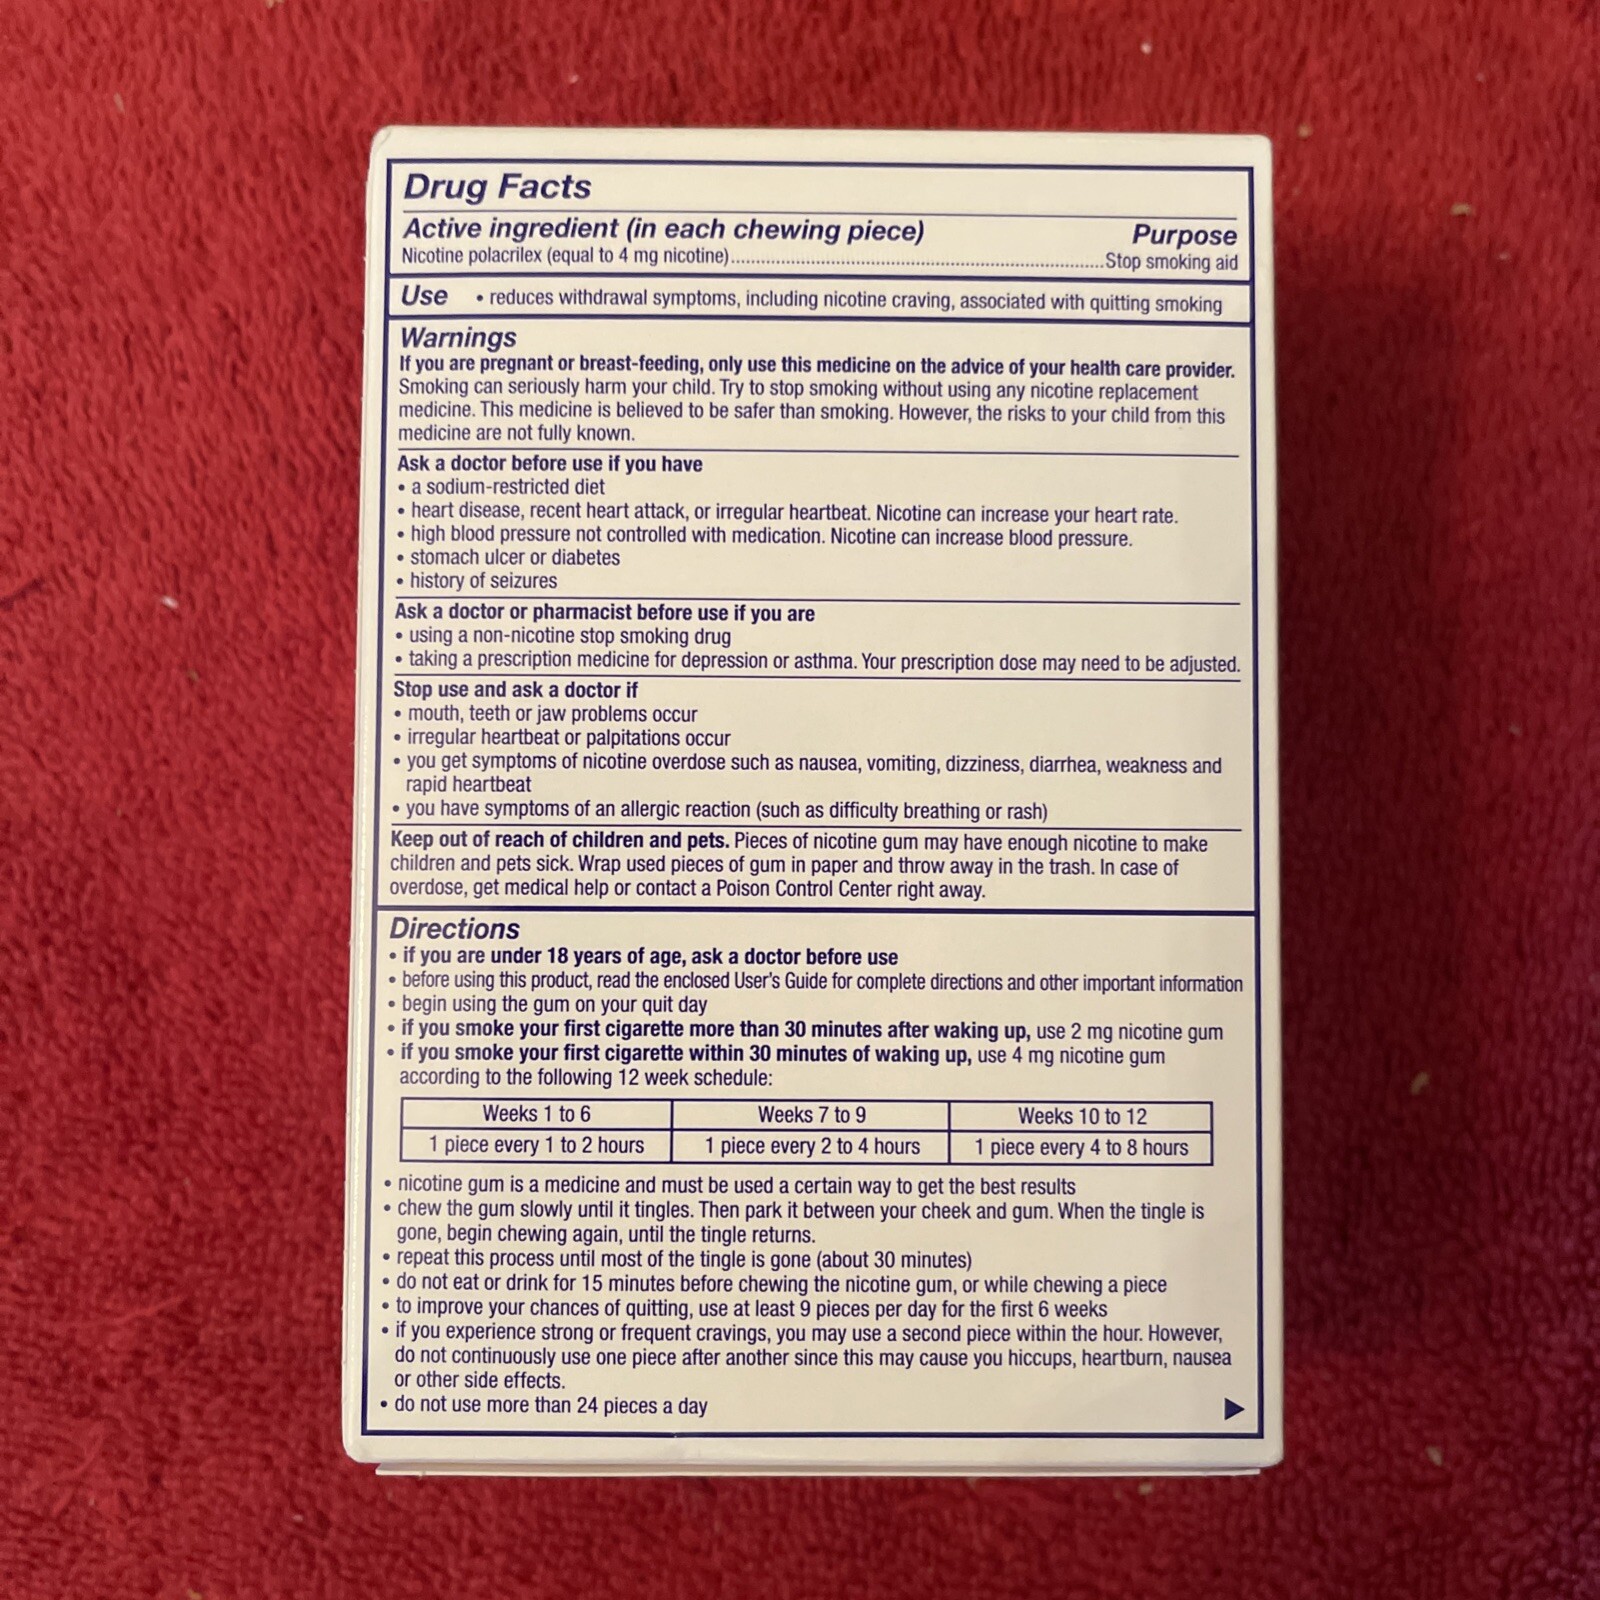 Drug Facts
Active ingredient (in each chewing piece) Purpose
Nicotine polacrilex (equal to 4 mg nicotine)..........................................................................................Stop smoking aid
Use • reduces withdrawal symptoms, including nicotine craving, associated with quitting smoking
Warnings
If you are pregnant or breast-feeding, only use this medicine on the advice of your health care provider.
Smoking can seriously harm your child. Try to stop smoking without using any nicotine replacement
medicine. This medicine is believed to be safer than smoking. However, the risks to your child from this
medicine are not fully known.
Ask a doctor before use if you have
• a sodium-restricted diet
• heart disease, recent heart attack, or irregular heartbeat. Nicotine can increase your heart rate.
• high blood pressure not controlled with medication. Nicotine can increase blood pressure.
• stomach ulcer or diabetes
• history of seizures
Ask a doctor or pharmacist before use if you are
• using a non-nicotine stop smoking drug
• taking a prescription medicine for depression or asthma. Your prescription dose may need to be adjusted.
Stop use and ask a doctor if
• mouth, teeth or jaw problems occur
• irregular heartbeat or palpitations occur
• you get symptoms of nicotine overdose such as nausea, vomiting, dizziness, diarrhea, weakness and
rapid heartbeat
• you have symptoms of an allergic reaction (such as difficulty breathing or rash)
Keep out of reach of children and pets. Pieces of nicotine gum may have enough nicotine to make
children and pets sick. Wrap used pieces of gum in paper and throw away in the trash. In case of
overdose, get medical help or contact a Poison Control Center right away.
Directions
• if you are under 18 years of age, ask a doctor before use
• before using this product, read the enclosed User's Guide for complete directions and other important information
• begin using the gum on your quit day
• if you smoke your first cigarette more than 30 minutes after waking up, use 2 mg nicotine gum
• if you smoke your first cigarette within 30 minutes of waking up, use 4 mg nicotine gum
according to the following 12 week schedule:
Weeks 1 to 6 Weeks 7 to 9 Weeks 10 to 12
1 piece every 1 to 2 hours 1 piece every 2 to 4 hours 1 piece every 4 to 8 hours
• nicotine gum is a medicine and must be used a certain way to get the best results
• chew the gum slowly until it tingles. Then park it between your cheek and gum. When the tingle is
gone, begin chewing again, until the tingle returns.
• repeat this process until most of the tingle is gone (about 30 minutes)
• do not eat or drink for 15 minutes before chewing the nicotine gum, or while chewing a piece
• to improve your chances of quitting, use at least 9 pieces per day for the first 6 weeks
• if you experience strong or frequent cravings, you may use a second piece within the hour. However,
do not continuously use one piece after another since this may cause you hiccups, heartburn, nausea
or other side effects.
• do not use more than 24 pieces a day